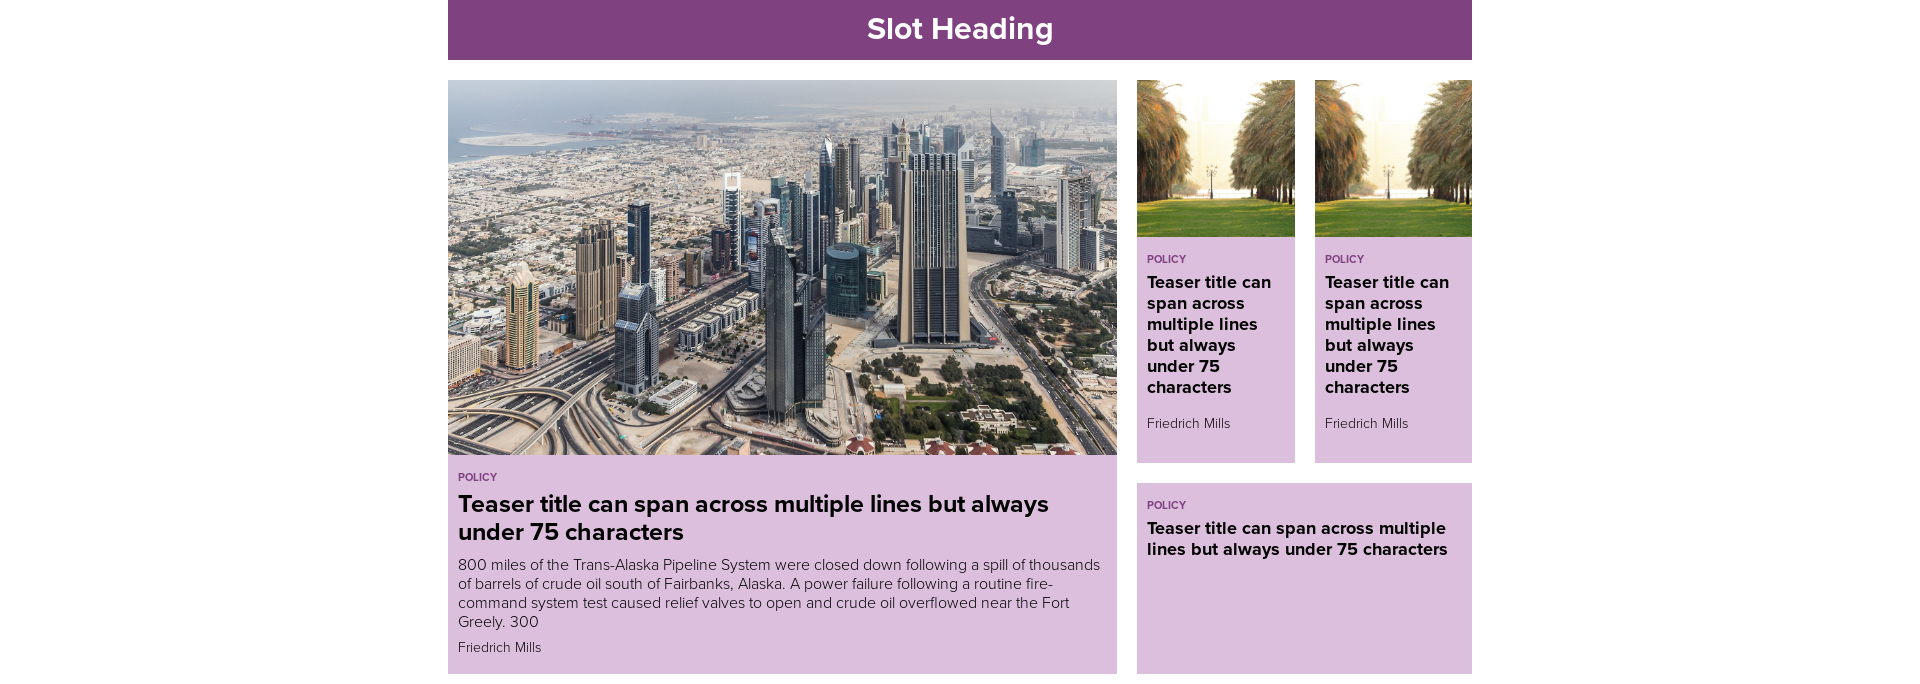 Slot Heading
POLICY
Teaser title can span across multiple lines but always
under 75 characters
800 miles of the Trans-Alaska Pipeline System were closed down following a spill of thousands
of barrels of crude oil south of Fairbanks, Alaska. A power failure following a routine fire-
command system test caused relief valves to open and crude oil overflowed near the Fort
Greely. 300
Friedrich Mills
POLICY
Teaser title can
span across
multiple lines
but always
under 75
characters
Friedrich Mills
POLICY
Teaser title can
span across
multiple lines
but always
under 75
characters
Friedrich Mills
POLICY
Teaser title can span across multiple
lines but always under 75 characters